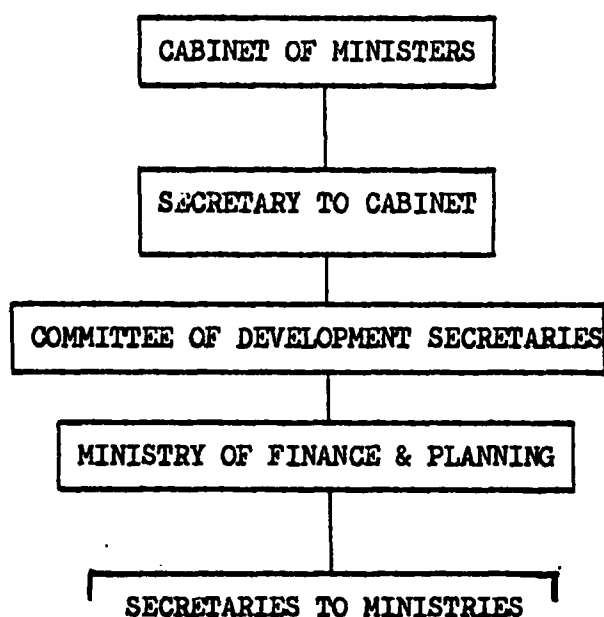 CABINET OF MINISTERS
SECRETARY TO CABINET
COMMITTEE OF DEVELOPMENT SECRETARIES
MINISTRY OF FINANCE & PLANNING
SECRETARIES TO MINISTRIES